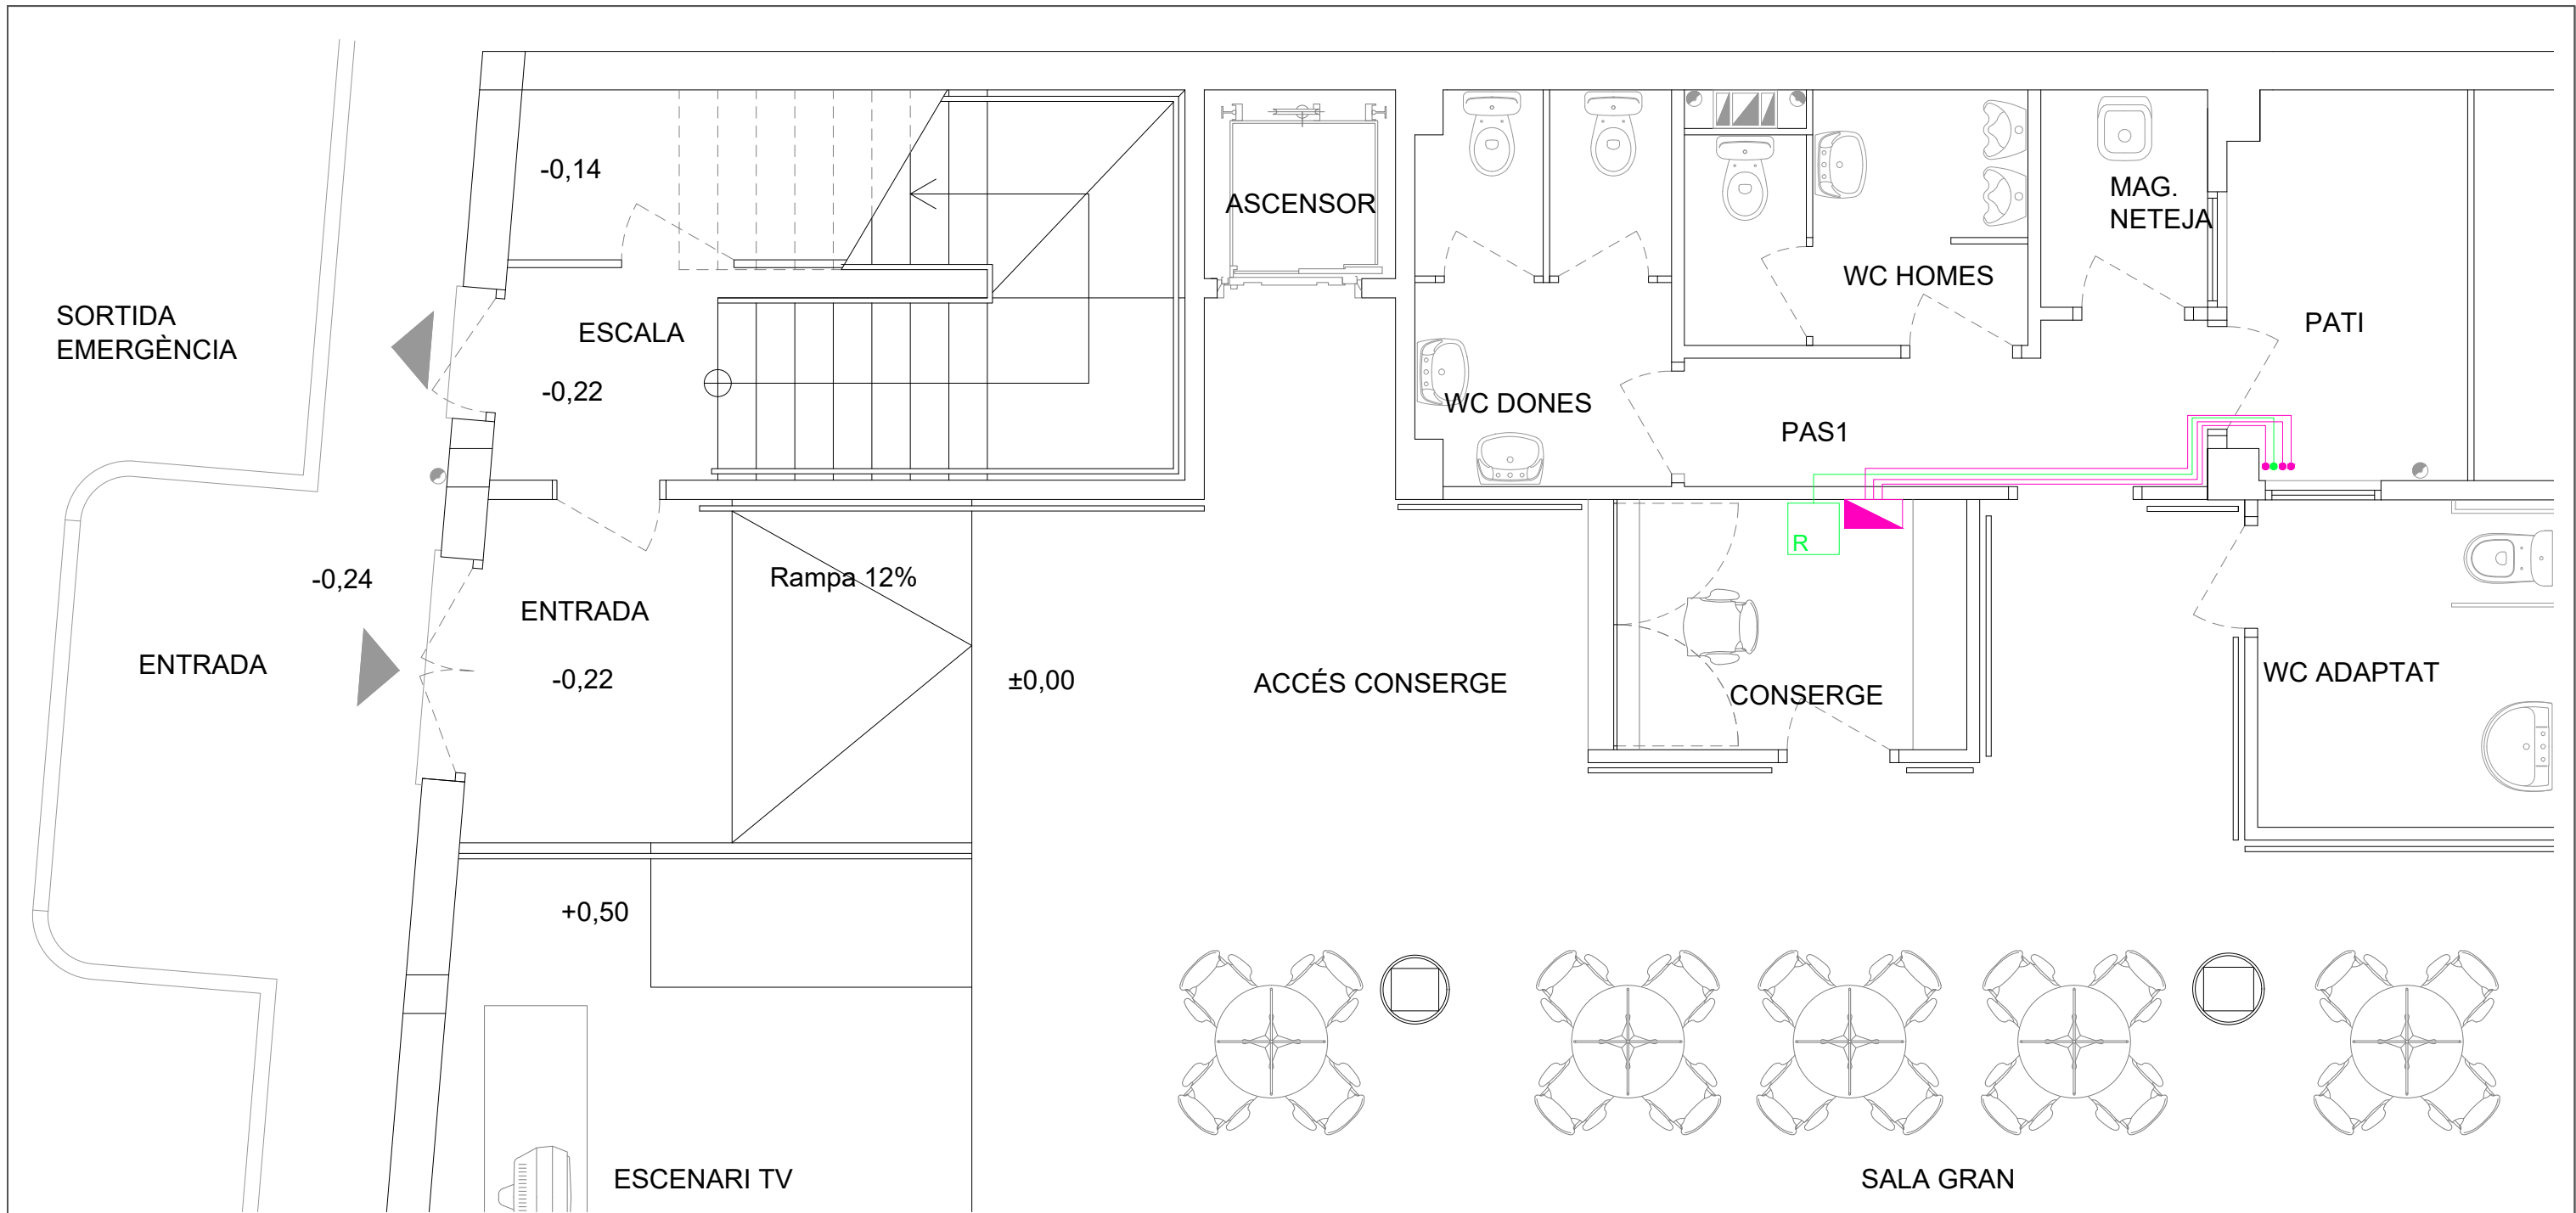 -0,14
ASCENSOR
MAG.
NETEJA
SORTIDA
EMERGÈNCIA
ESCALA
WC HOMES
PATI
-0,22
WC DONES
PAS1
-0,24
Rampa 12%
R
ENTRADA
ENTRADA
-0,22
±0,00
ACCÉS CONSERGE
CONSERGE
WC ADAPTAT
+0,50
ESCENARI TV
SALA GRAN